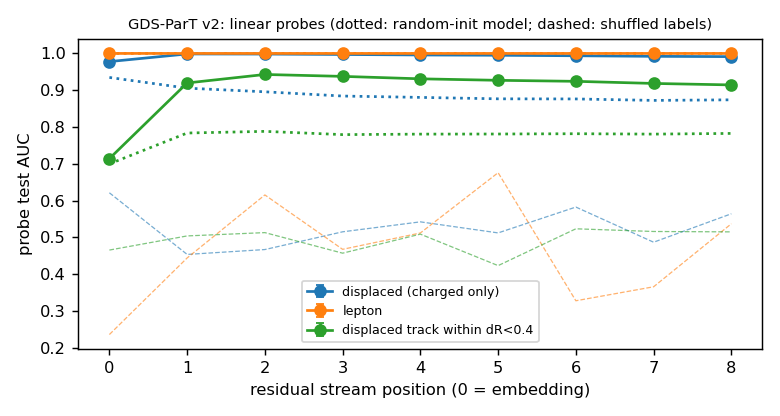 GDS-ParT v2: linear probes (dotted: random-init model; dashed: shuffled labels)
probe test AUC
1.0
0.9
0.8
0.7
0.6
0.5
0.4
0.3
0.2
displaced (charged only)
lepton
displaced track within dR<0.4
0 1 2 3 4 5 6 7 8
residual stream position (0 = embedding)